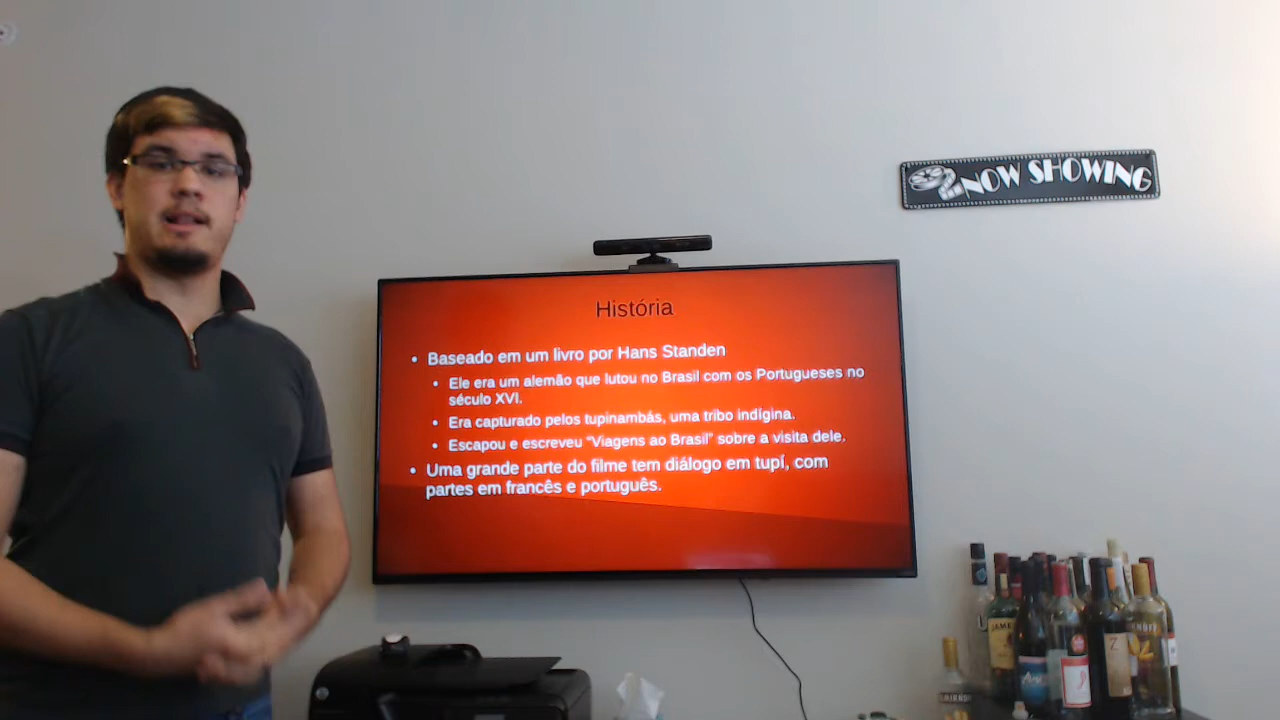 NOW SHOWING
História
• Baseado em um livro por Hans Standen
• Ele era um alemão que lutou no Brasil com os Portugueses no
século XVI.
• Era capturado pelos tupinambás, uma tribo indígina.
• Escapou e escreveu "Viagens ao Brasil" sobre a visita dele.
• Uma grande parte do filme tem diálogo em tupí, com
partes em francês e português.